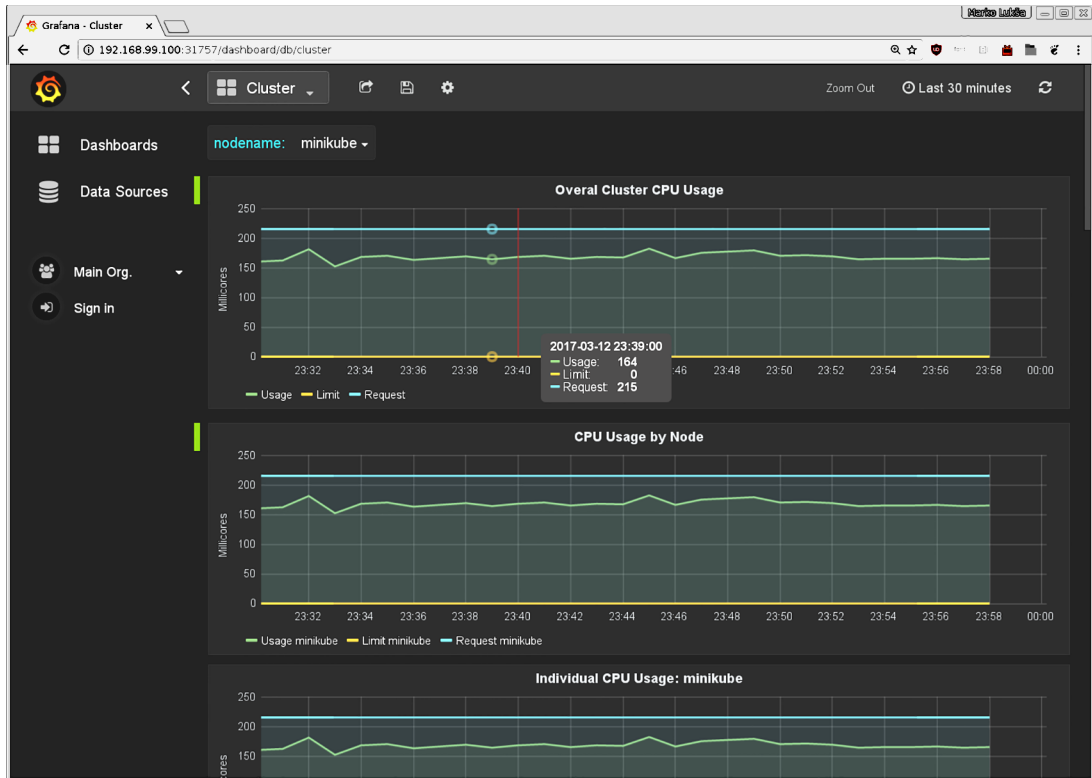 Marko Lukša
Grafana - Cluster
192.168.99.100:31757/dashboard/db/cluster
Cluster
Zoom Out
Last 30 minutes
Dashboards
Data Sources
Main Org.
Sign in
nodename: minikube
Overal Cluster CPU Usage
250
200
150
100
50
0
Millicores
23:32 23:34 23:36 23:38 23:40 :46 23:48 23:50 23:52 23:54 23:56 23:58 00:00
2017-03-12 23:39:00
Usage: 164
Limit: 0
Request: 215
Usage Limit Request
CPU Usage by Node
250
200
150
100
50
0
Millicores
23:32 23:34 23:36 23:38 23:40 23:42 23:44 23:46 23:48 23:50 23:52 23:54 23:56 23:58 00:00
Usage minikube Limit minikube Request minikube
Individual CPU Usage: minikube
250
200
150